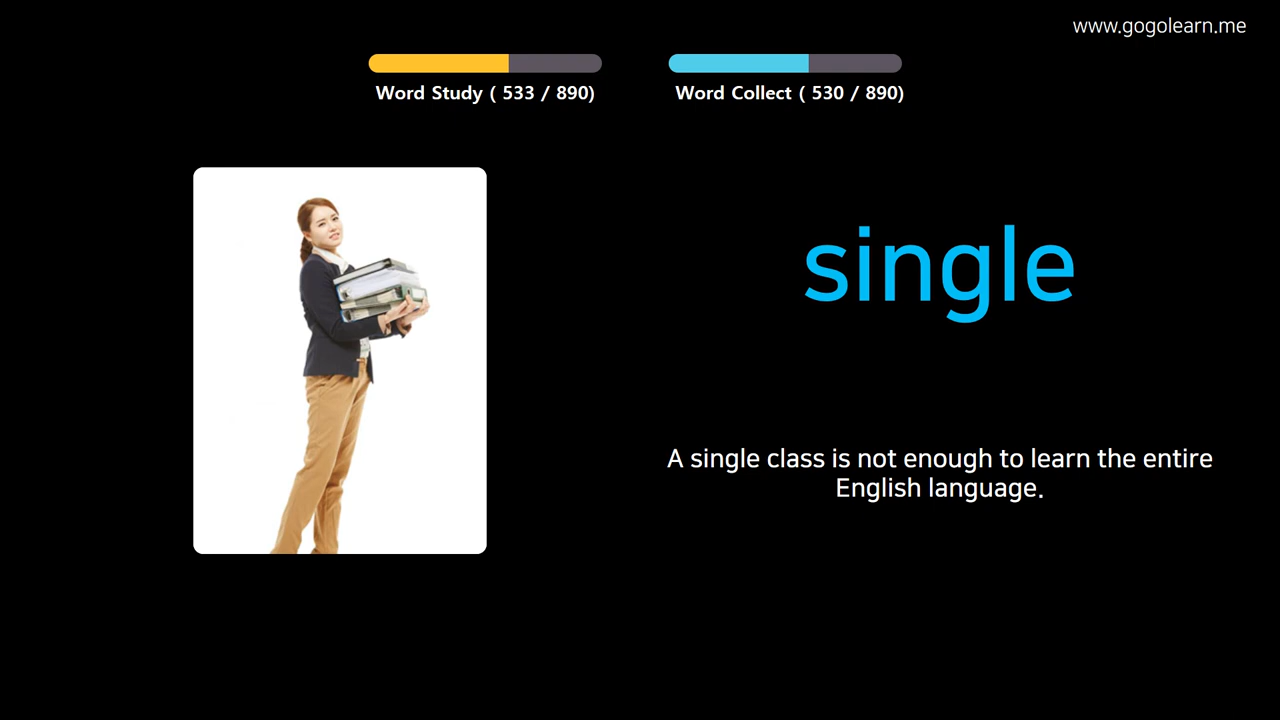 www.gogolearn.me
Word Study ( 533 / 890)
Word Collect ( 530 / 890)
single
A single class is not enough to learn the entire
English language.